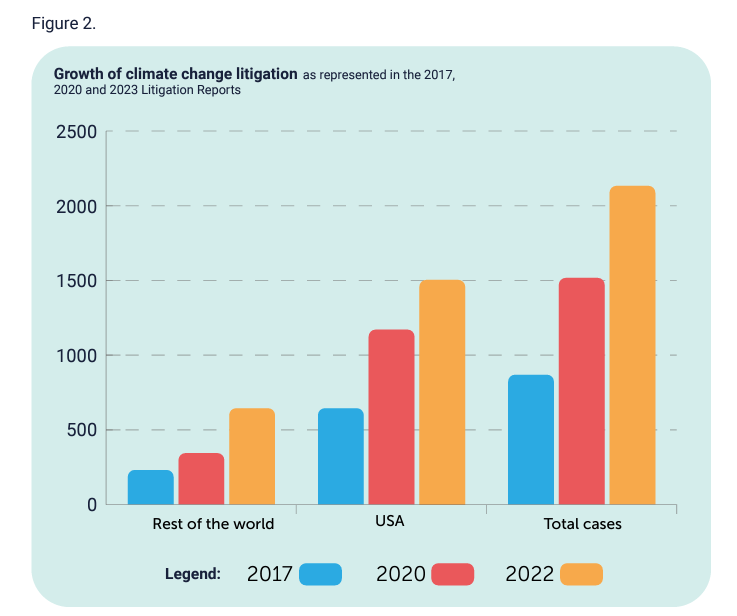 Figure 2.
Growth of climate change litigation as represented in the 2017,
2020 and 2023 Litigation Reports
2500
2000
1500
1000
500
0
Rest of the world
USA
Total cases
Legend: 2017 2020 2022